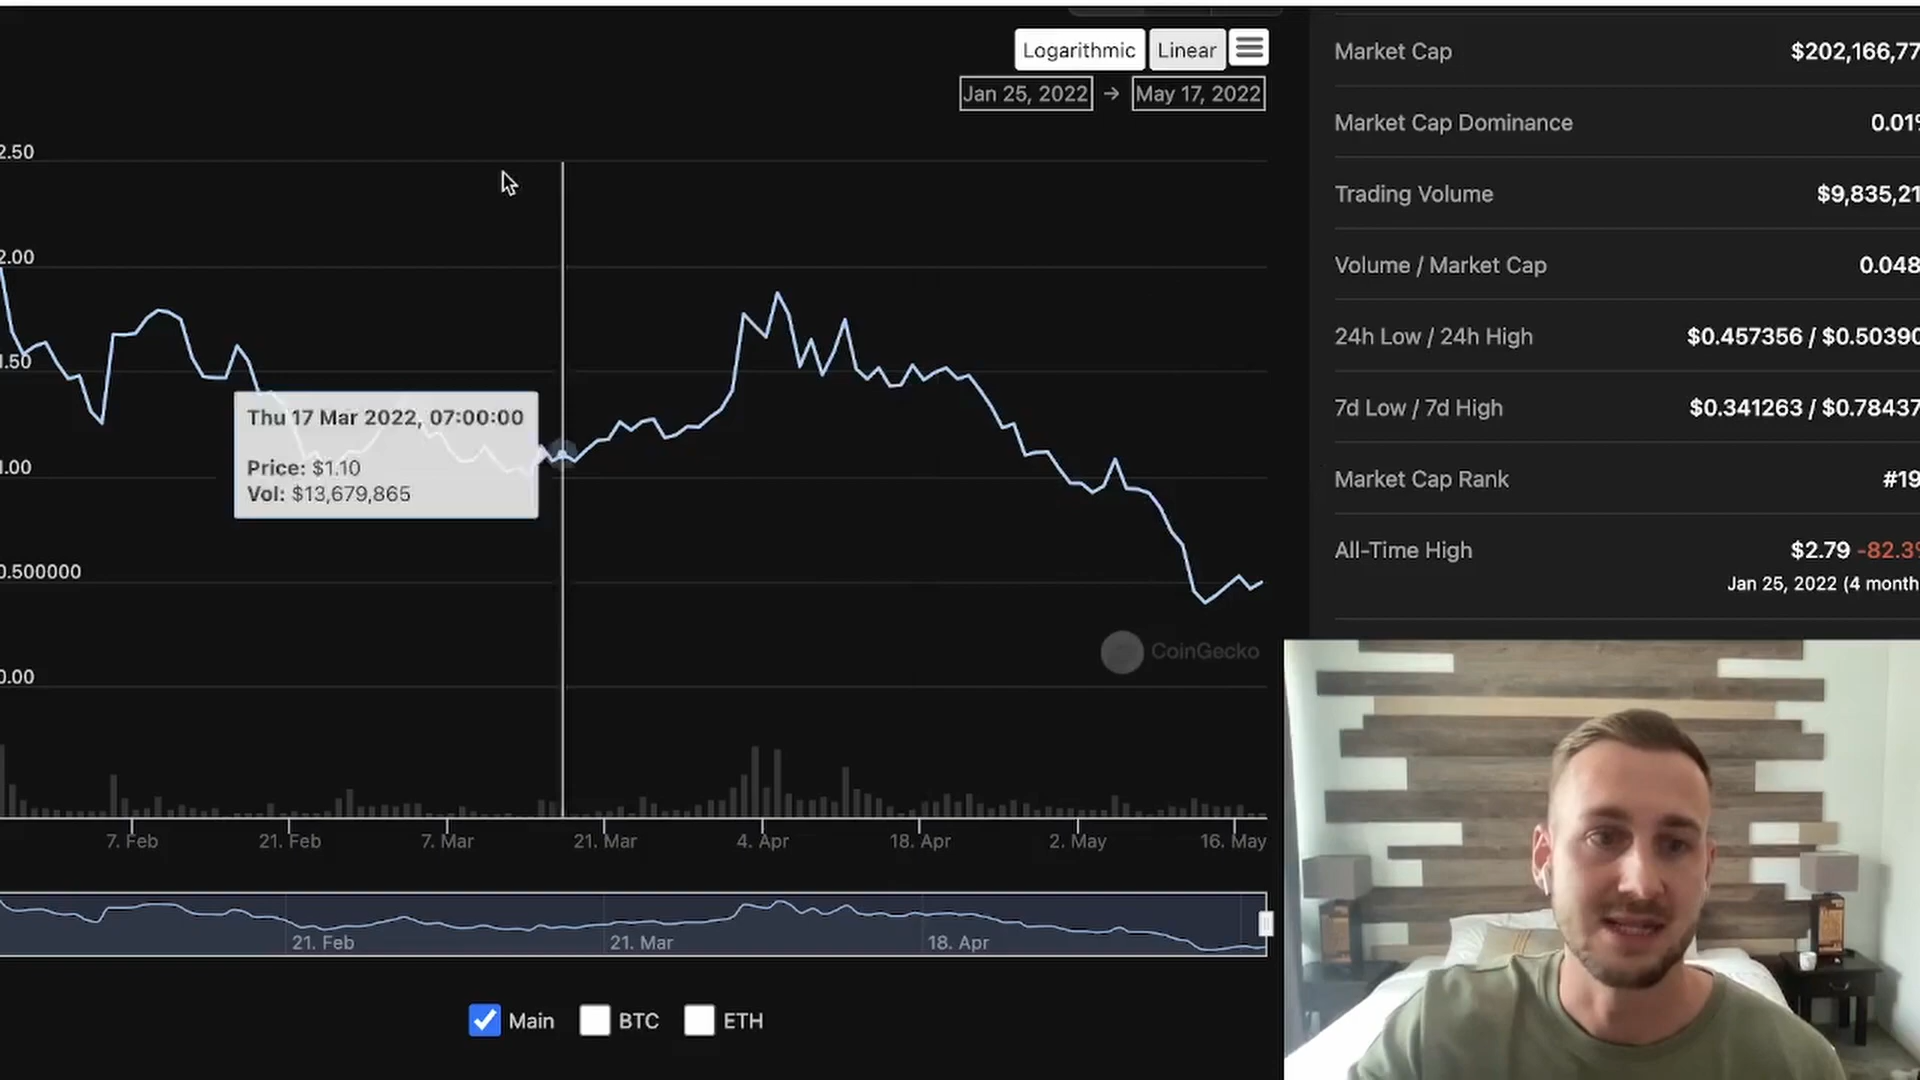 Logarithmic Linear
Jan 25, 2022 → May 17, 2022
2.50
2.00
1.50
1.00
0.500000
0.00
Thu 17 Mar 2022, 07:00:00
Price: $1.10
Vol: $13,679,865
CoinGecko
7. Feb 21. Feb 7. Mar 21. Mar 4. Apr 18. Apr 2. May 16. May
21. Feb 21. Mar 18. Apr
Main BTC ETH
Market Cap $202,166,77
Market Cap Dominance 0.01%
Trading Volume $9,835,21
Volume / Market Cap 0.048
24h Low / 24h High $0.457356 / $0.50390
7d Low / 7d High $0.341263 / $0.78437
Market Cap Rank #19
All-Time High $2.79 -82.3%
Jan 25, 2022 (4 month